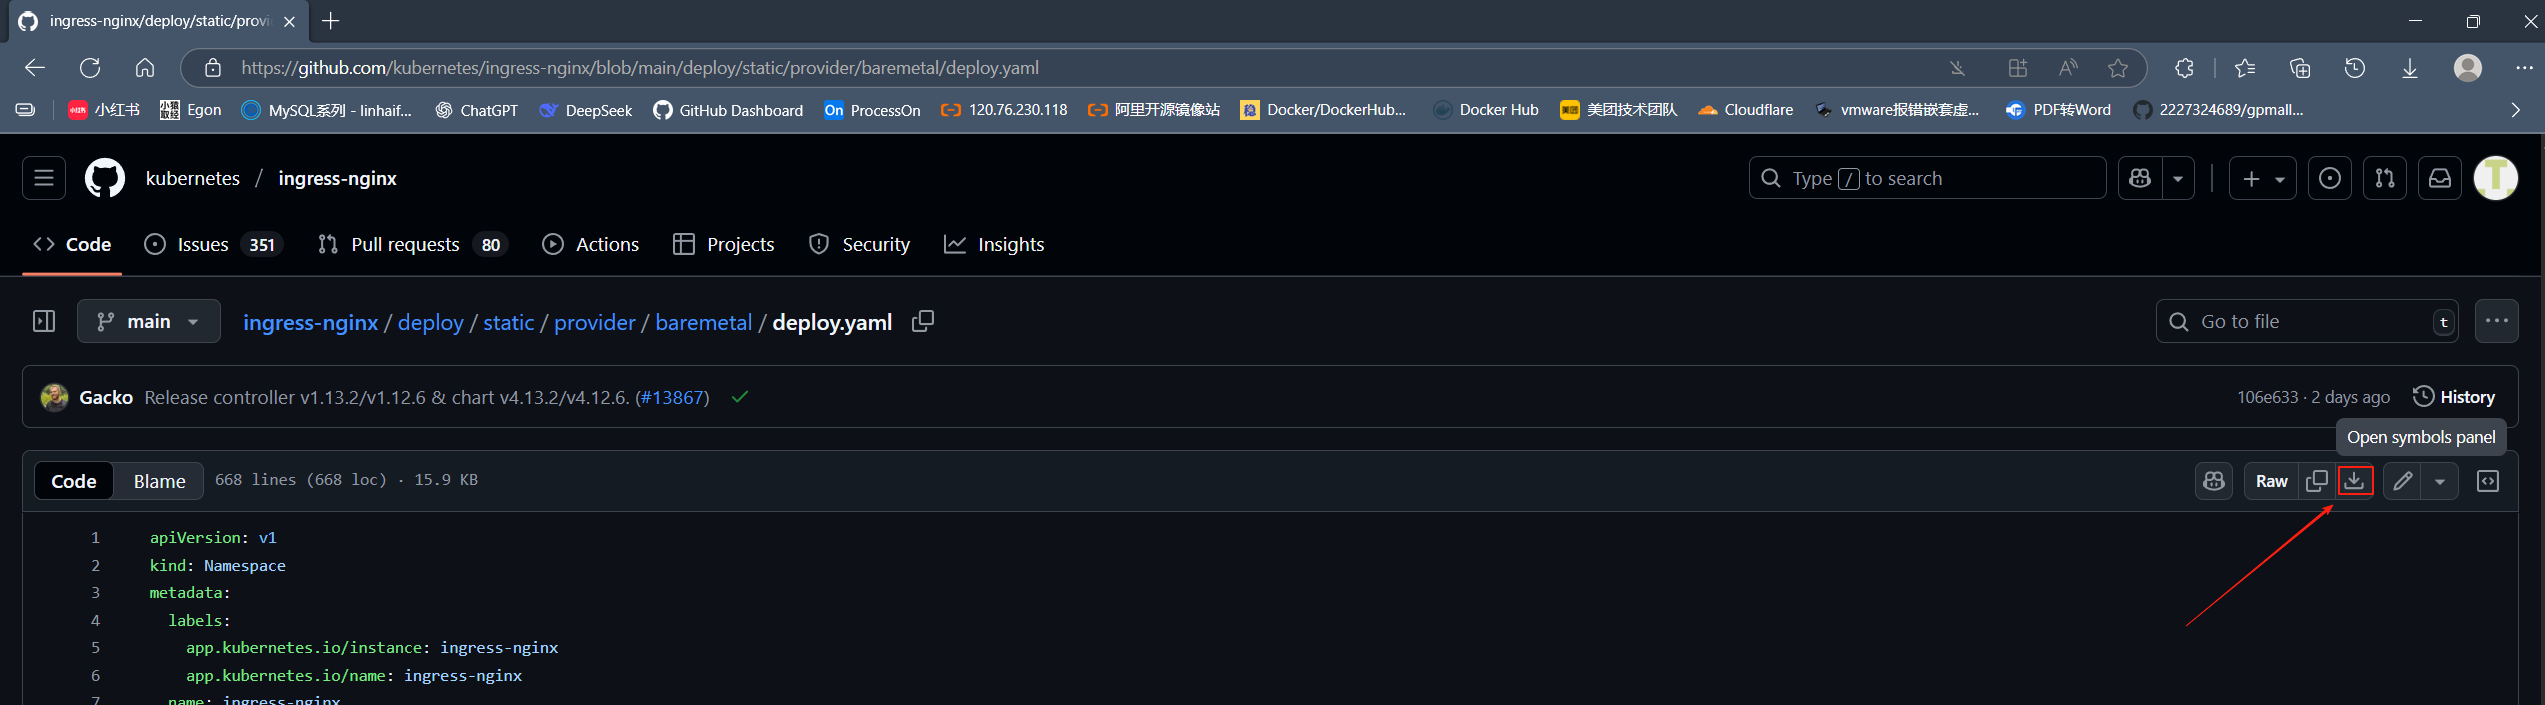 ingress-nginx/deploy/static/provi
https://github.com/kubernetes/ingress-nginx/blob/main/deploy/static/provider/baremetal/deploy.yaml
小红书 Egon MySQL系列 - linhaif... ChatGPT DeepSeek GitHub Dashboard On ProcessOn 120.76.230.118 阿里开源镜像站 Docker/DockerHub... Docker Hub 美团技术团队 Cloudflare vmware报错嵌套虚... PDF转Word 2227324689/gpmall...
kubernetes / ingress-nginx Type / to search
Code Issues 351 Pull requests 80 Actions Projects Security Insights
main ingress-nginx / deploy / static / provider / baremetal / deploy.yaml Go to file t
Gacko Release controller v1.13.2/v1.12.6 & chart v4.13.2/v4.12.6. (#13867) 106e633 · 2 days ago History
Open symbols panel
Code Blame 668 lines (668 loc) · 15.9 KB Raw
1 apiVersion: v1
2 kind: Namespace
3 metadata:
4 labels:
5 app.kubernetes.io/instance: ingress-nginx
6 app.kubernetes.io/name: ingress-nginx
7 name: ingress-nginx